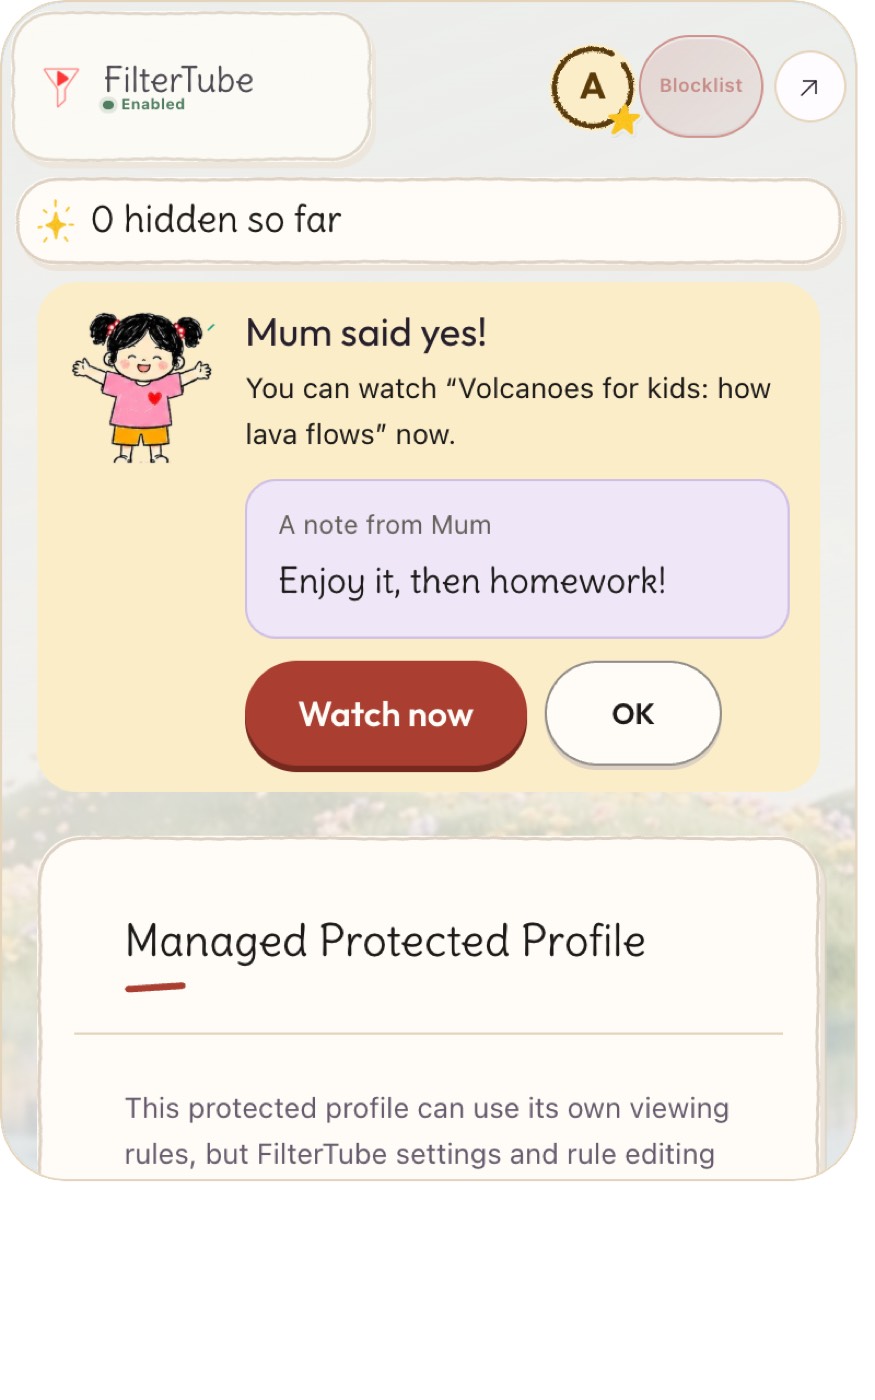 FilterTube
Enabled
A
Blocklist
0 hidden so far
Mum said yes!
You can watch “Volcanoes for kids: how
lava flows” now.
A note from Mum
Enjoy it, then homework!
Watch now
OK
Managed Protected Profile
This protected profile can use its own viewing
rules, but FilterTube settings and rule editing